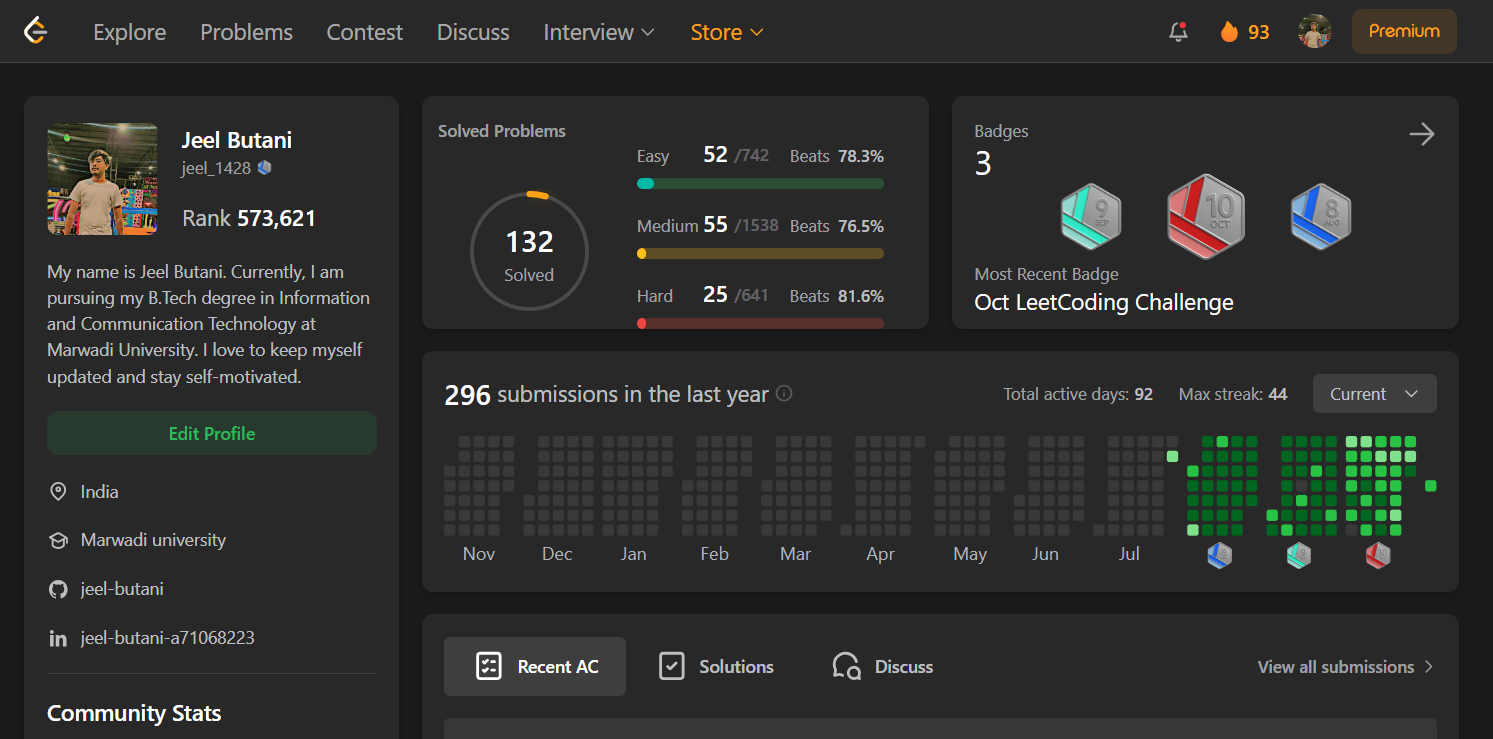 Explore Problems Contest Discuss Interview Store 93 Premium
Jeel Butani
jeel_1428
Rank 573,621
My name is Jeel Butani. Currently, I am
pursuing my B.Tech degree in Information
and Communication Technology at
Marwadi University. I love to keep myself
updated and stay self-motivated.
Edit Profile
India
Marwadi university
jeel-butani
jeel-butani-a71068223
Community Stats
Solved Problems
132
Solved
Easy 52 /742 Beats 78.3%
Medium 55 /1538 Beats 76.5%
Hard 25 /641 Beats 81.6%
Badges
3
9 SEP
10 OCT
8 AUG
Most Recent Badge
Oct LeetCoding Challenge
296 submissions in the last year
Total active days: 92 Max streak: 44 Current
Nov Dec Jan Feb Mar Apr May Jun Jul
Recent AC Solutions Discuss View all submissions